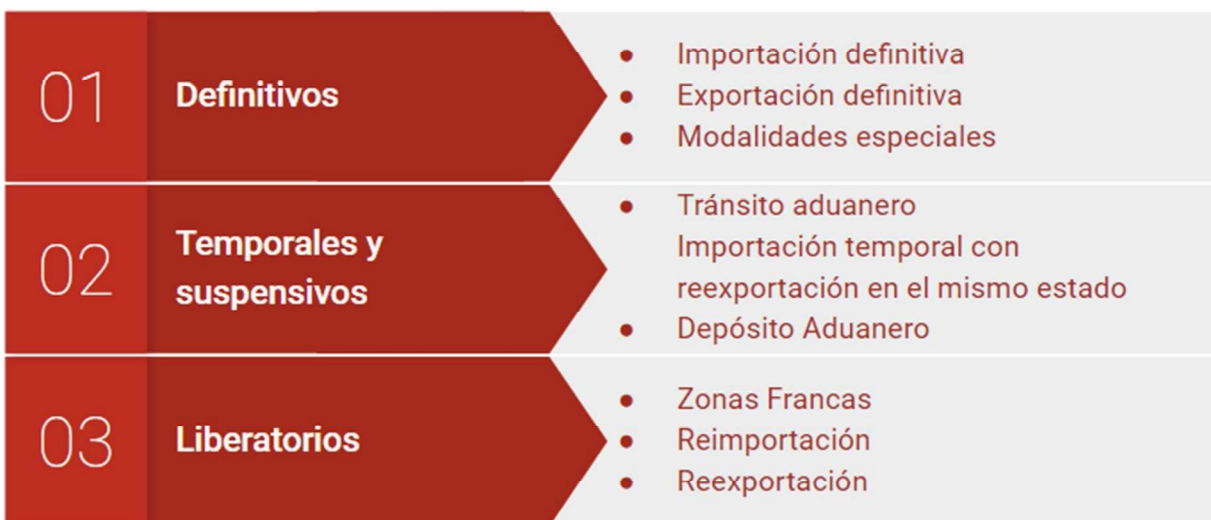 01
Definitivos
● Importación definitiva
● Exportación definitiva
● Modalidades especiales
02
Temporales y
suspensivos
● Tránsito aduanero
Importación temporal con
reexportación en el mismo estado
● Depósito Aduanero
03
Liberatorios
● Zonas Francas
● Reimportación
● Reexportación